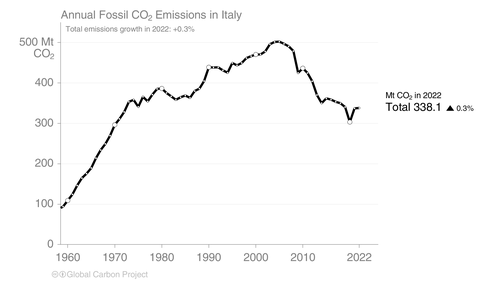 Annual Fossil CO₂ Emissions in Italy
Total emissions growth in 2022: +0.3%
500 Mt
CO₂
400
300
200
100
0
1960 1970 1980 1990 2000 2010 2022
Mt CO₂ in 2022
Total 338.1 ▲ 0.3%
Global Carbon Project